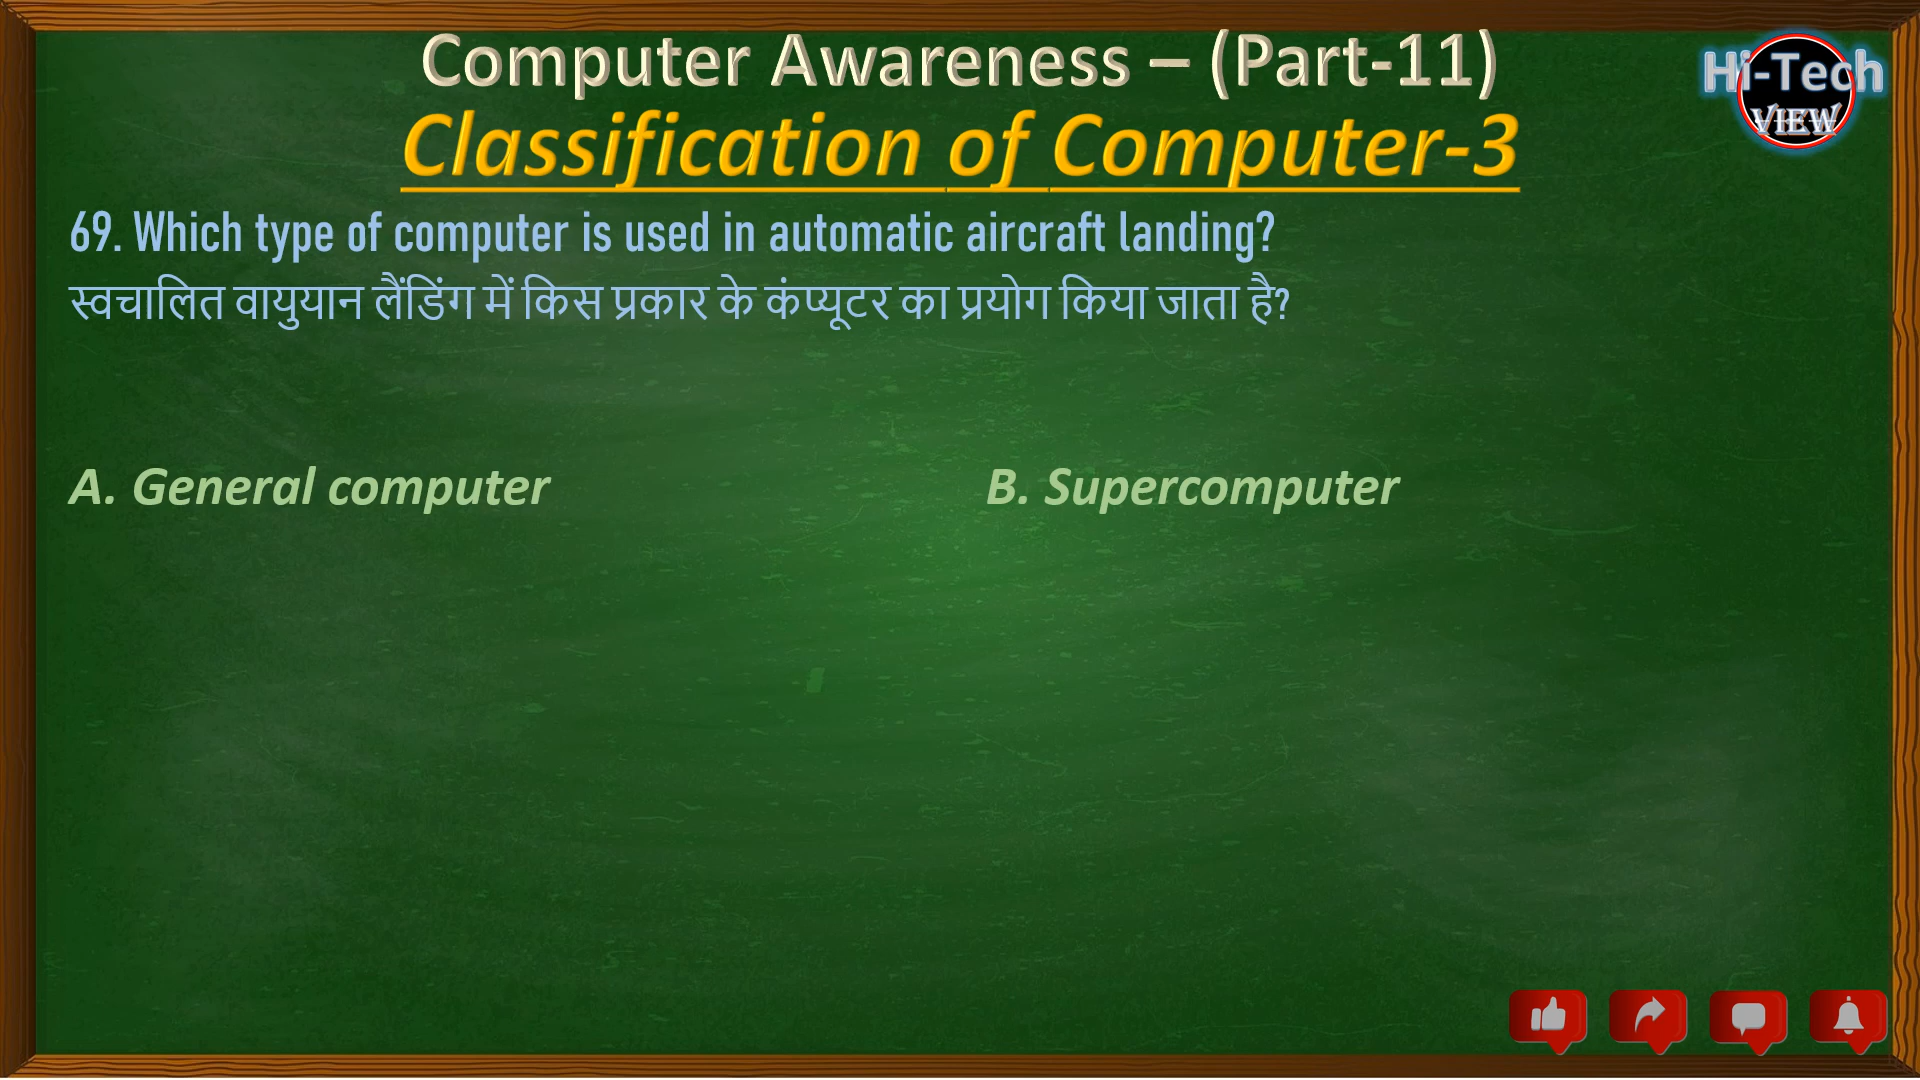 Computer Awareness – (Part-11)
Hi-Tech
VIEW
Classification of Computer-3
69. Which type of computer is used in automatic aircraft landing?
स्वचालित वायुयान लैंडिंग में किस प्रकार के कंप्यूटर का प्रयोग किया जाता है?
A. General computer
B. Supercomputer